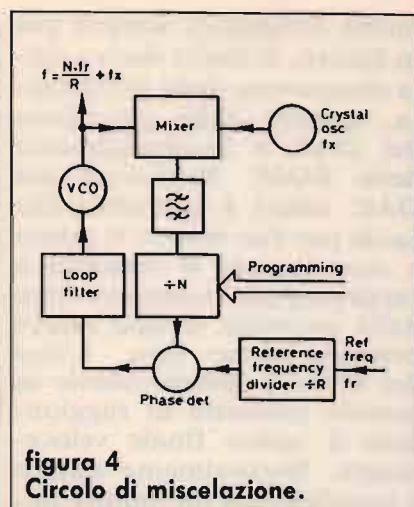 f = N.fr/R + fx
Mixer
Crystal
osc
fx
VCO
Loop
filter
÷N
Programming
Phase det
Reference
frequency
divider ÷R
Ref
freq
fr
figura 4
Circolo di miscelazione.